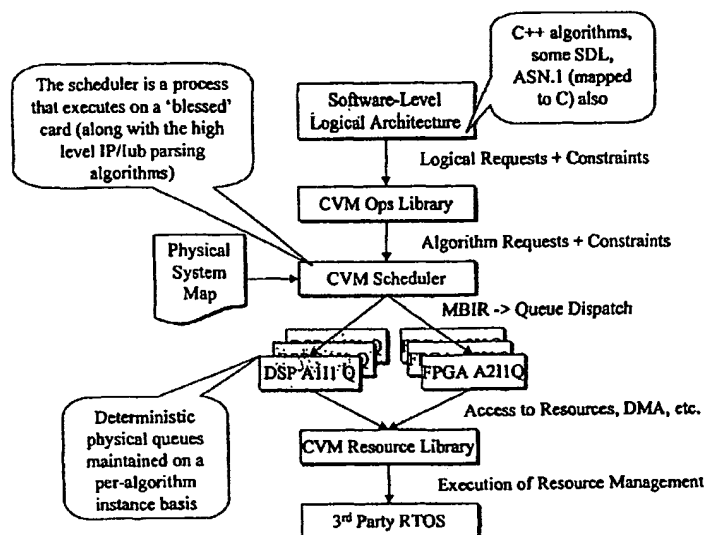 The scheduler is a process
that executes on a 'blessed'
card (along with the high
level IP/Iub parsing
algorithms)
C++ algorithms,
some SDL,
ASN.1 (mapped
to C) also
Software-Level
Logical Architecture
Logical Requests + Constraints
CVM Ops Library
Algorithm Requests + Constraints
Physical
System
Map
CVM Scheduler
MBIR -> Queue Dispatch
DSP A111 Q
FPGA A211Q
Access to Resources, DMA, etc.
Deterministic
physical queues
maintained on a
per-algorithm
instance basis
CVM Resource Library
Execution of Resource Management
3rd Party RTOS